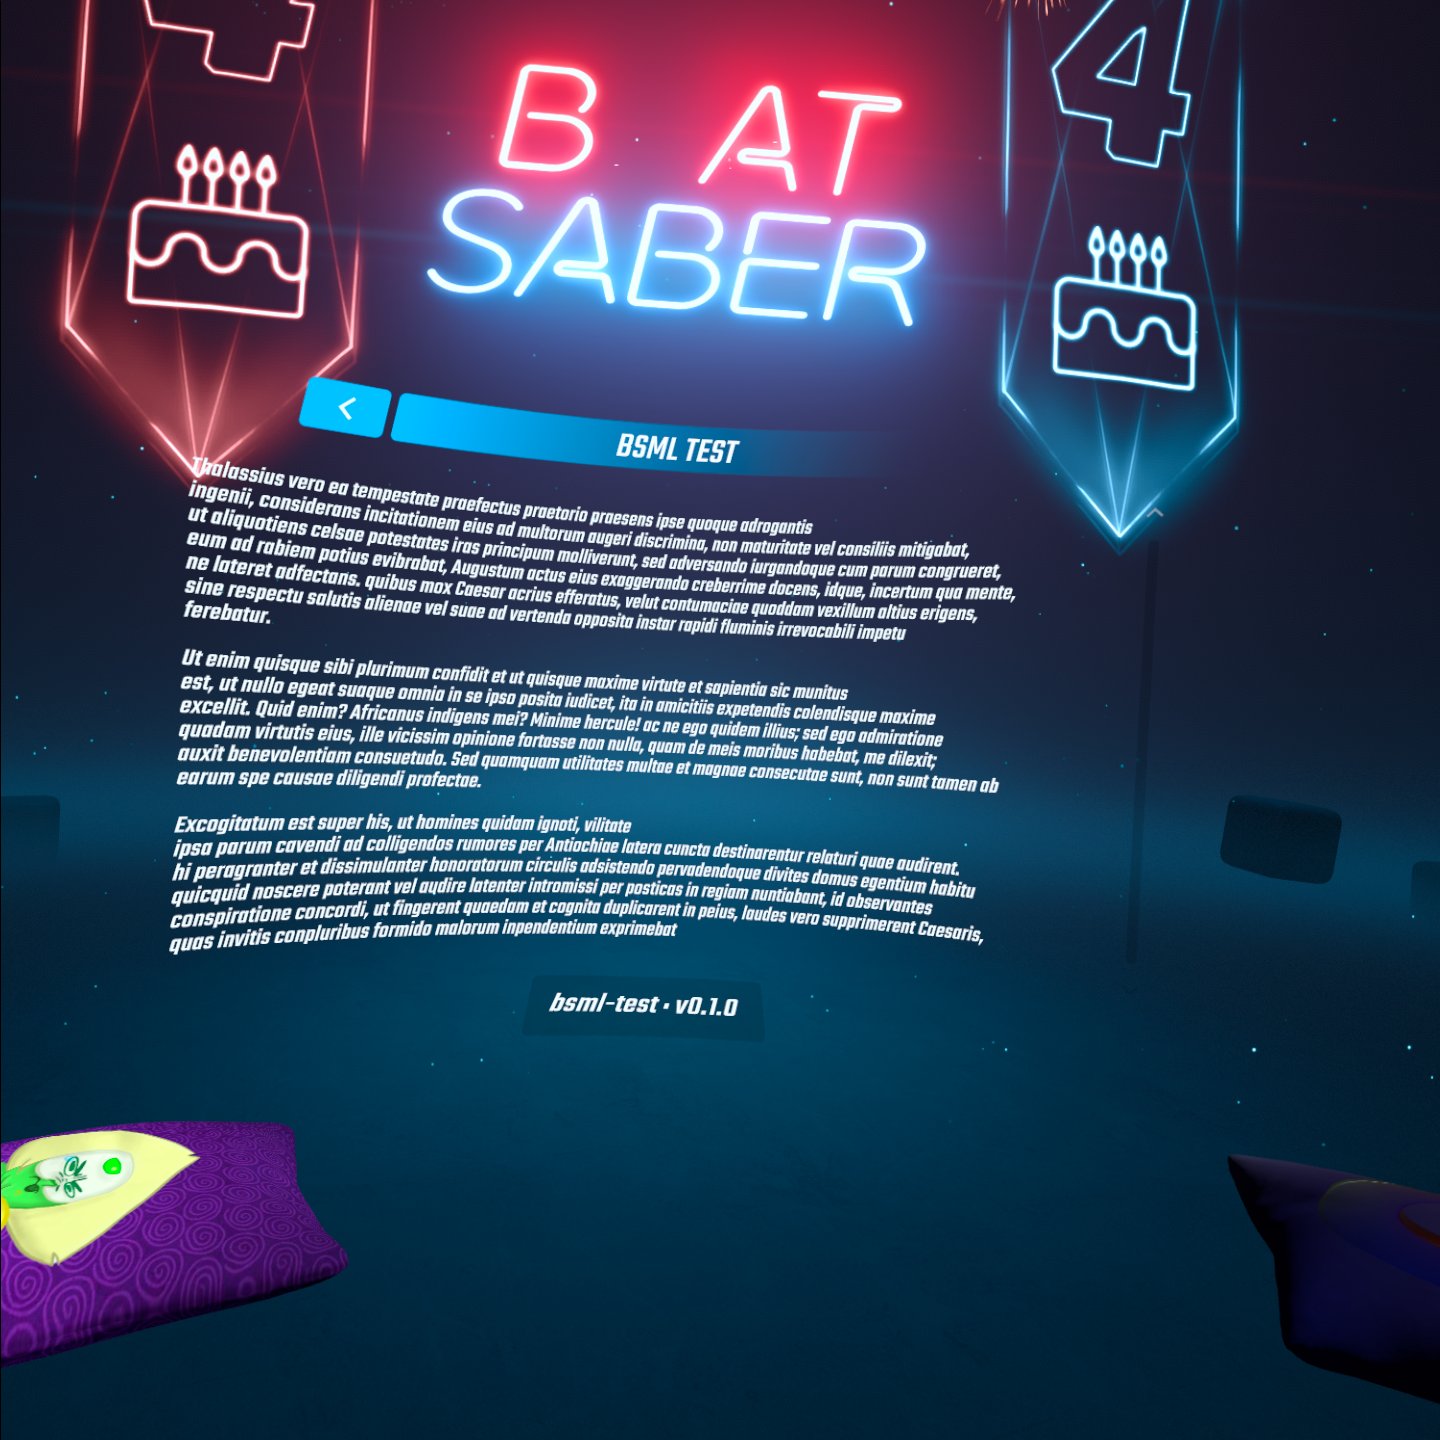 4
B AT
SABER
BSML TEST
Thalassius vero ea tempestate praefectus praetorio praesens ipse quoque adrogantis
ingenii, considerans incitationem eius ad multorum augeri discrimina, non maturitate vel consiliis mitigabat,
ut aliquotiens celsae potestates iras principum molliverunt, sed adversando iurgandoque cum parum congrueret,
eum ad rabiem potius evibrabat, Augustum actus eius exaggerando creberrime docens, idque, incertum qua mente,
ne lateret adfectans. quibus mox Caesar acrius efferatus, velut contumaciae quoddam vexillum altius erigens,
sine respectu salutis alienae vel suae ad vertenda opposita instar rapidi fluminis irrevocabili impetu
ferebatur.
Ut enim quisque sibi plurimum confidit et ut quisque maxime virtute et sapientia sic munitus
est, ut nullo egeat suaque omnia in se ipso posita iudicet, ita in amicitiis expetendis colendisque maxime
excellit. Quid enim? Africanus indigens mei? Minime hercule! ac ne ego quidem illius; sed ego admiratione
quadam virtutis eius, ille vicissim opinione fortasse non nulla, quam de meis moribus habebat, me dilexit;
auxit benevolentiam consuetudo. Sed quamquam utilitates multae et magnae consecutae sunt, non sunt tamen ab
earum spe causae diligendi profectae.
Excogitatum est super his, ut homines quidam ignoti, vilitate
ipsa parum cavendi ad colligendos rumores per Antiochiae latera cuncta destinarentur relaturi quae audirent.
hi peragranter et dissimulanter honoratorum circulis adsistendo pervadendoque divites domus egentium habitu
quicquid noscere poterant vel audire latenter intromissi per posticas in regiam nuntiabant, id observantes
conspiratione concordi, ut fingerent quaedam et cognita duplicarent in peius, laudes vero supprimerent Caesaris,
quas invitis conpluribus formido malorum inpendentium exprimebat
bsml-test • v0.1.0